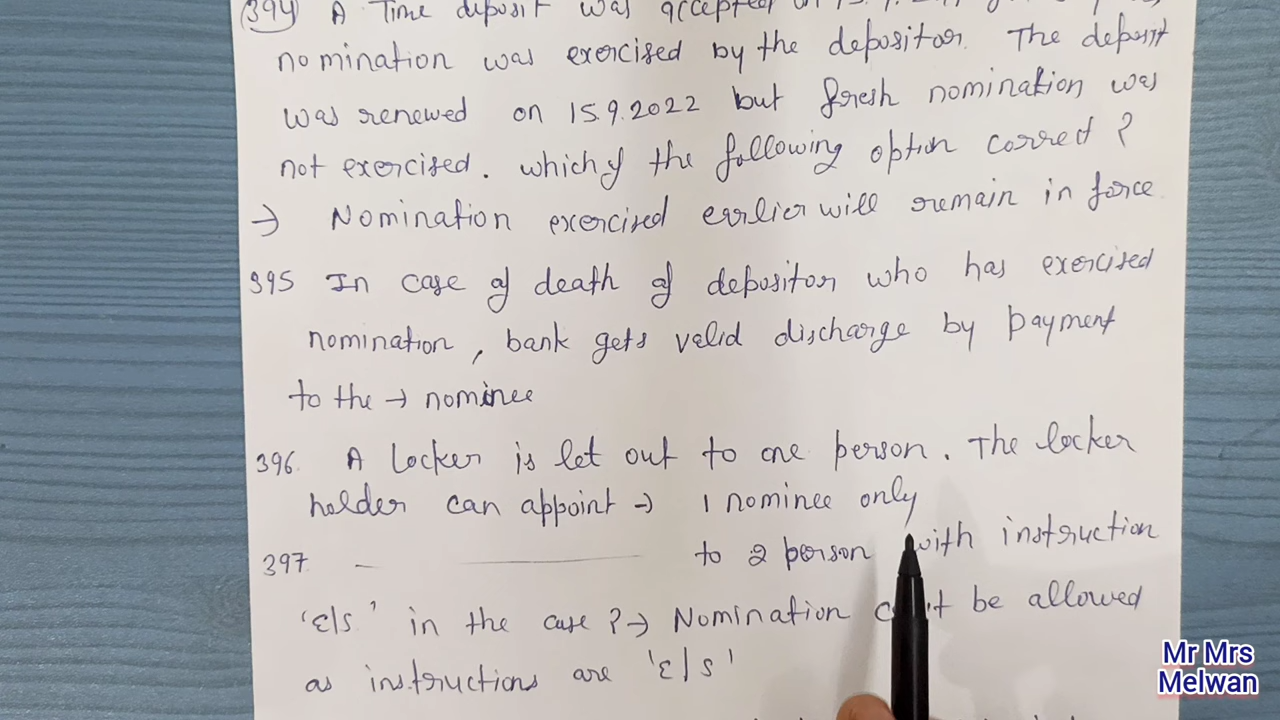 394 A Time deposit was accepted on
nomination was exercised by the depositor. The deposit
was renewed on 15.9.2022 but fresh nomination was
not exercised. which of the following option correct?
→ Nomination exercised earlier will remain in force
395 In case of death of depositor who has exercised
nomination, bank gets valid discharge by payment
to the → nominee
396. A Locker is let out to one person. The locker
holder can appoint → 1 nominee only
397. — —— to 2 person with instruction
'E/S' in the case ? → Nomination be allowed
as instructions are 'E/S'
Mr Mrs
Melwan